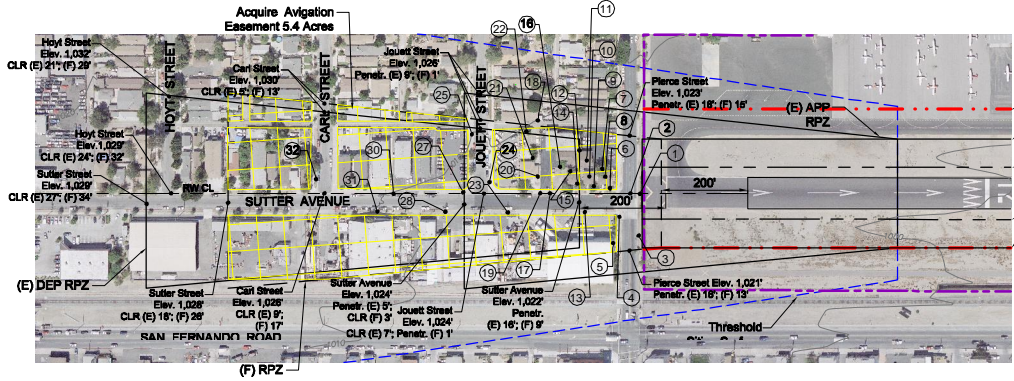 Acquire Avigation
Easement 5.4 Acres
Hoyt Street
Elev. 1,032'
CLR (E) 21'; (F) 29'
HOYT STREET
Carl Street
Elev. 1,030'
CLR (E) 5'; (F) 13'
CARL STREET
Jouett Street
Elev. 1,026'
Penetr. (E) 9'; (F) 1'
JOUETT STREET
22
16
11
10
9
7
8
6
18
12
14
21
25
2
1
Pierce Street
Elev. 1,023'
Penetr. (E) 18'; (F) 16'
(E) APP
RPZ
Hoyt Street
Elev. 1,029'
CLR (E) 24'; (F) 32'
Sutter Street
Elev. 1,029'
CLR (E) 27'; (F) 34'
RW CL
SUTTER AVENUE
32
30
27
31
28
23
24
20
15
200'
200'
19
17
13
5
4
3
(E) DEP RPZ
Sutter Street
Elev. 1,028'
CLR (E) 18'; (F) 26'
Carl Street
Elev. 1,026'
CLR (E) 9';
(F) 17'
Sutter Avenue
Elev. 1,024'
Penetr. (E) 5';
CLR (F) 3'
Jouett Street
Elev. 1,024'
CLR (E) 7'; Penetr. (F) 1'
Sutter Avenue
Elev. 1,022'
Penetr.
(E) 16'; (F) 9'
Pierce Street Elev. 1,021'
Penetr. (E) 16'; (F) 13'
Threshold
SAN FERNANDO ROAD
1010
1000
(F) RPZ